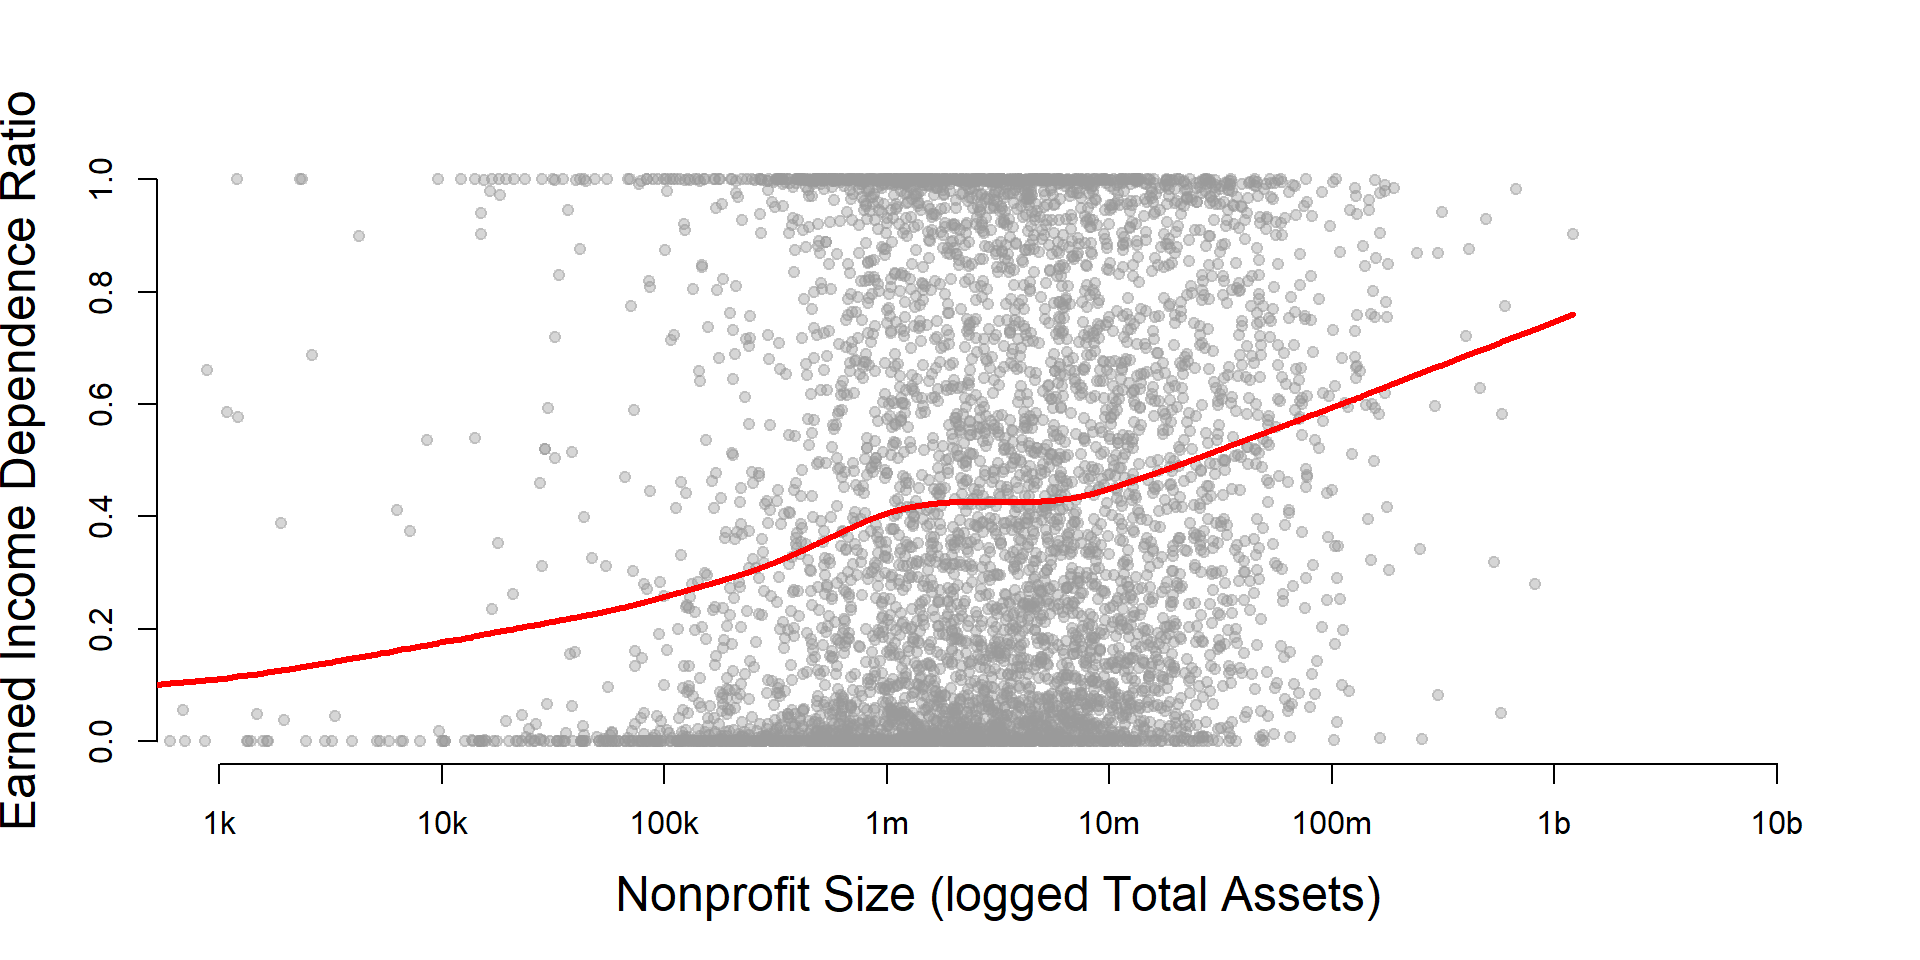 Earned Income Dependence Ratio
1.0
0.8
0.6
0.4
0.2
0.0
1k 10k 100k 1m 10m 100m 1b 10b
Nonprofit Size (logged Total Assets)